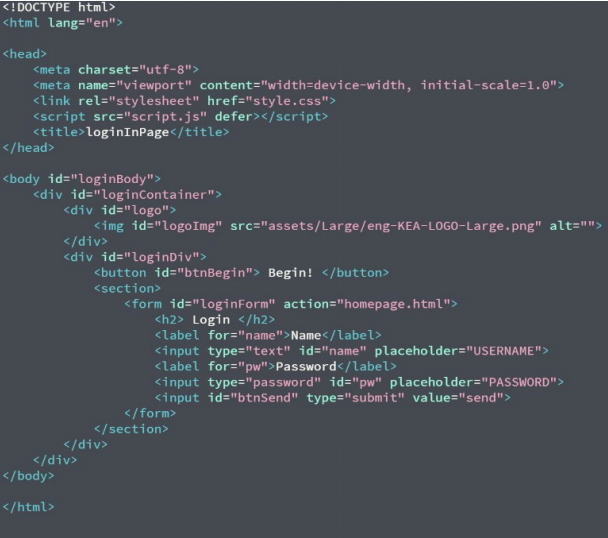 <!DOCTYPE html>
<html lang="en">
<head>
<meta charset="utf-8">
<meta name="viewport" content="width=device-width, initial-scale=1.0">
<link rel="stylesheet" href="style.css">
<script src="script.js" defer></script>
<title>loginInPage</title>
</head>
<body id="loginBody">
<div id="loginContainer">
<div id="logo">
<img id="logoImg" src="assets/Large/eng-KEA-LOGO-Large.png" alt="">
</div>
<div id="loginDiv">
<button id="btnBegin"> Begin! </button>
<section>
<form id="loginForm" action="homepage.html">
<h2> Login </h2>
<label for="name">Name</label>
<input type="text" id="name" placeholder="USERNAME">
<label for="pw">Password</label>
<input type="password" id="pw" placeholder="PASSWORD">
<input id="btnSend" type="submit" value="send">
</form>
</section>
</div>
</div>
</body>
</html>